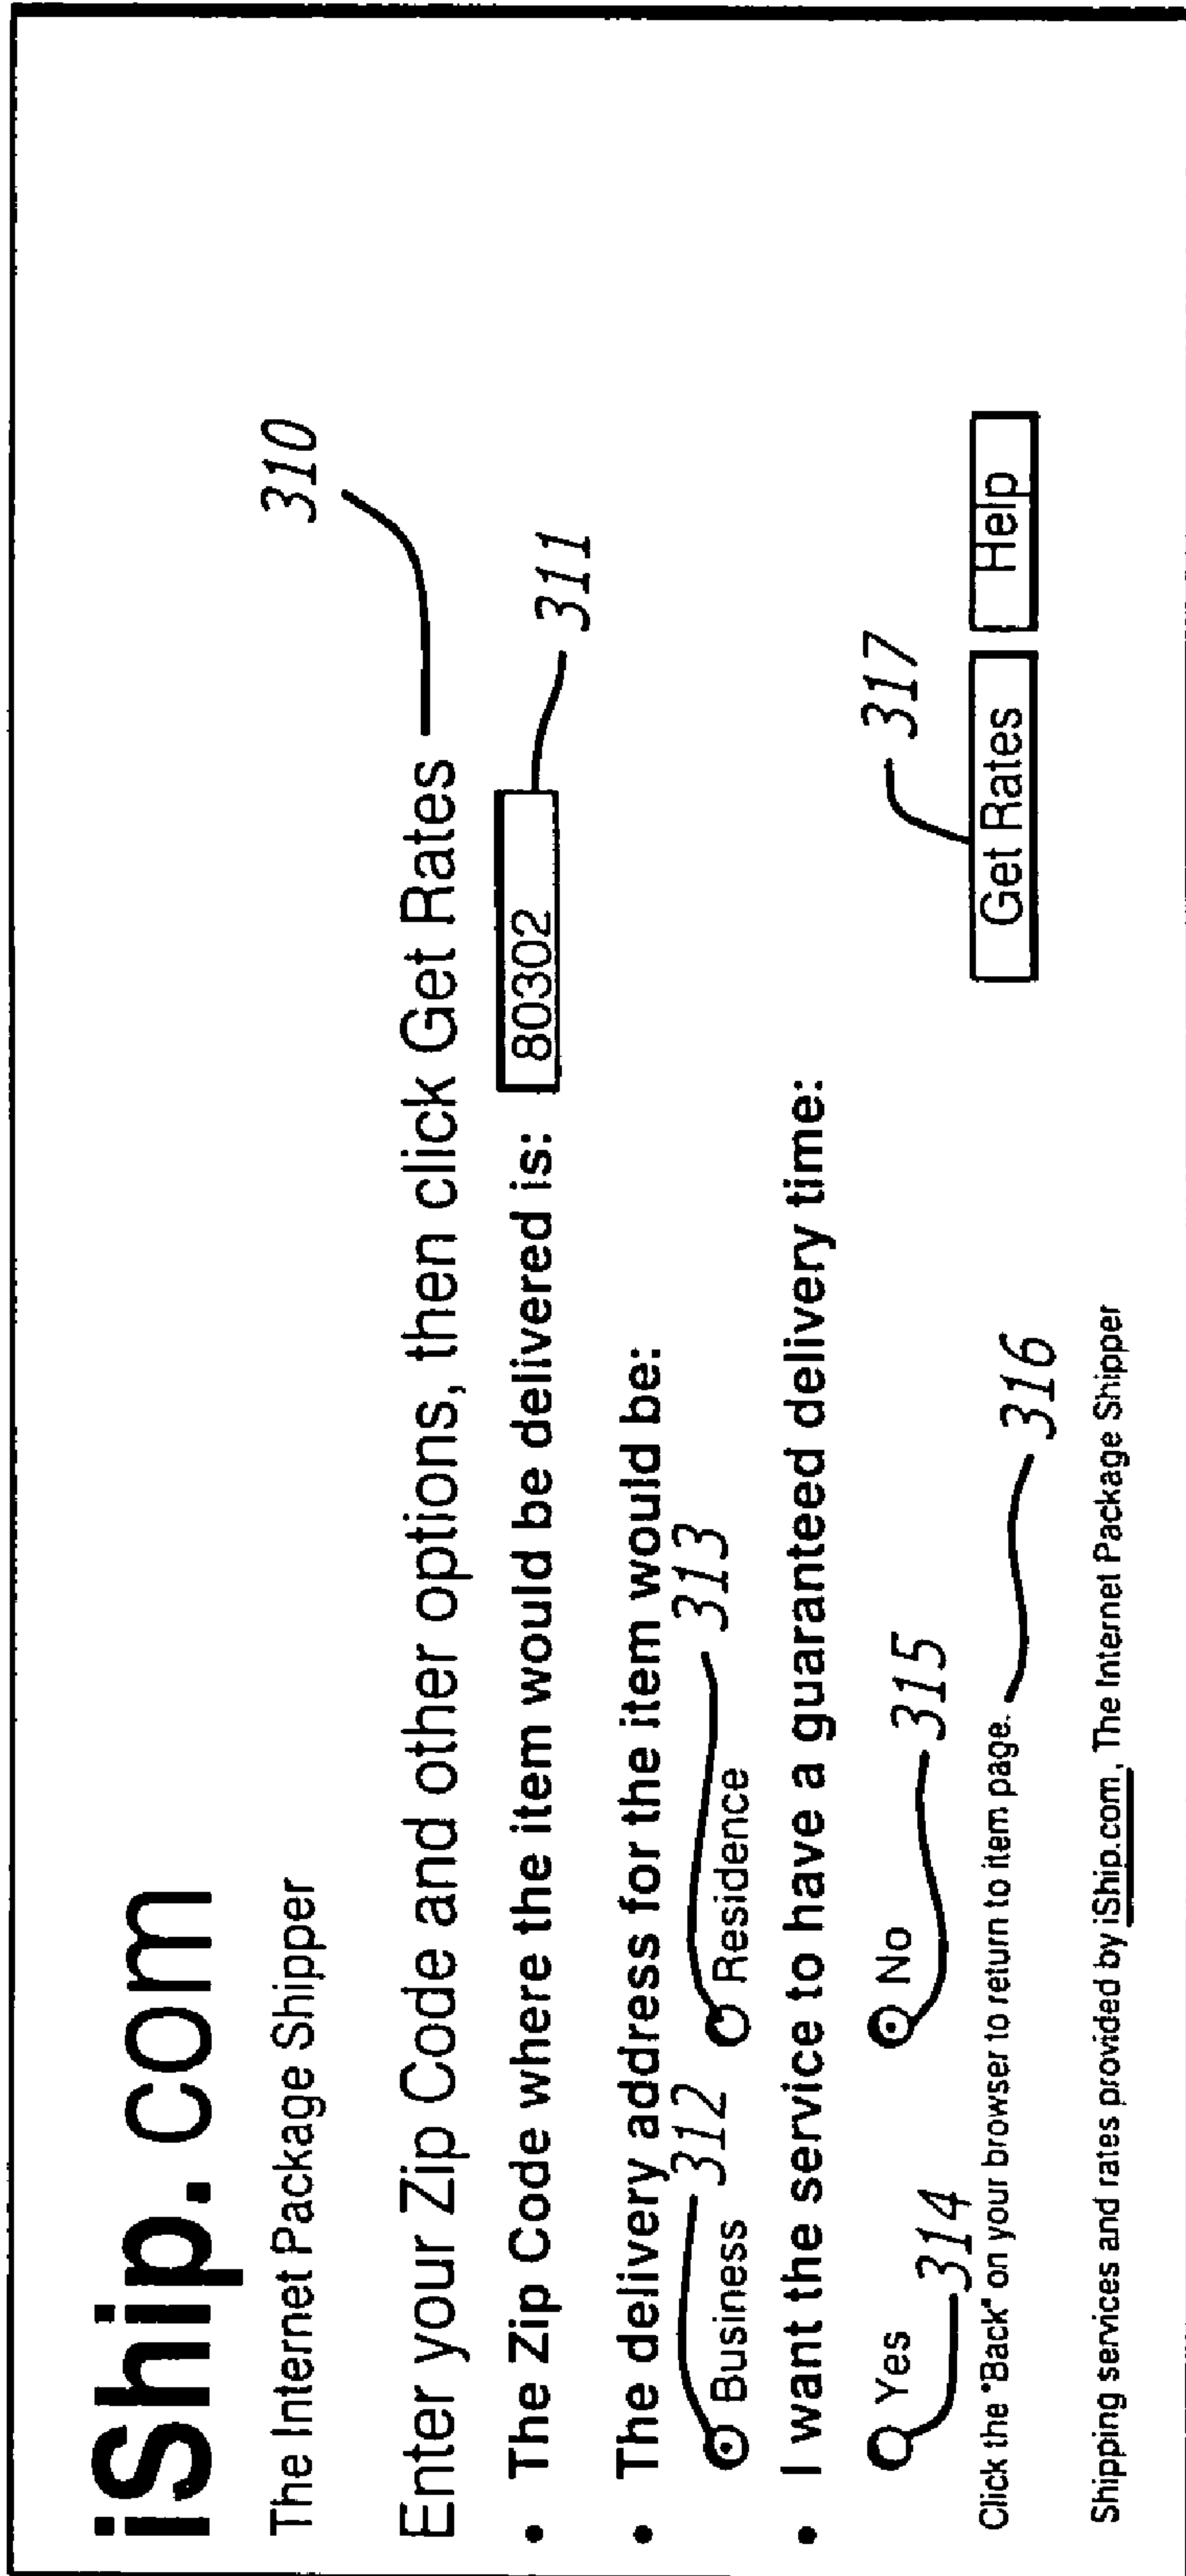 iShip.com
The Internet Package Shipper
310
Enter your Zip Code and other options, then click Get Rates
• The Zip Code where the item would be delivered is: 80302
311
• The delivery address for the item would be:
312 313
Business Residence
• I want the service to have a guaranteed delivery time:
Yes No
314 315 317
Click the "Back" on your browser to return to item page. Get Rates Help
316
Shipping services and rates provided by iShip.com, The Internet Package Shipper